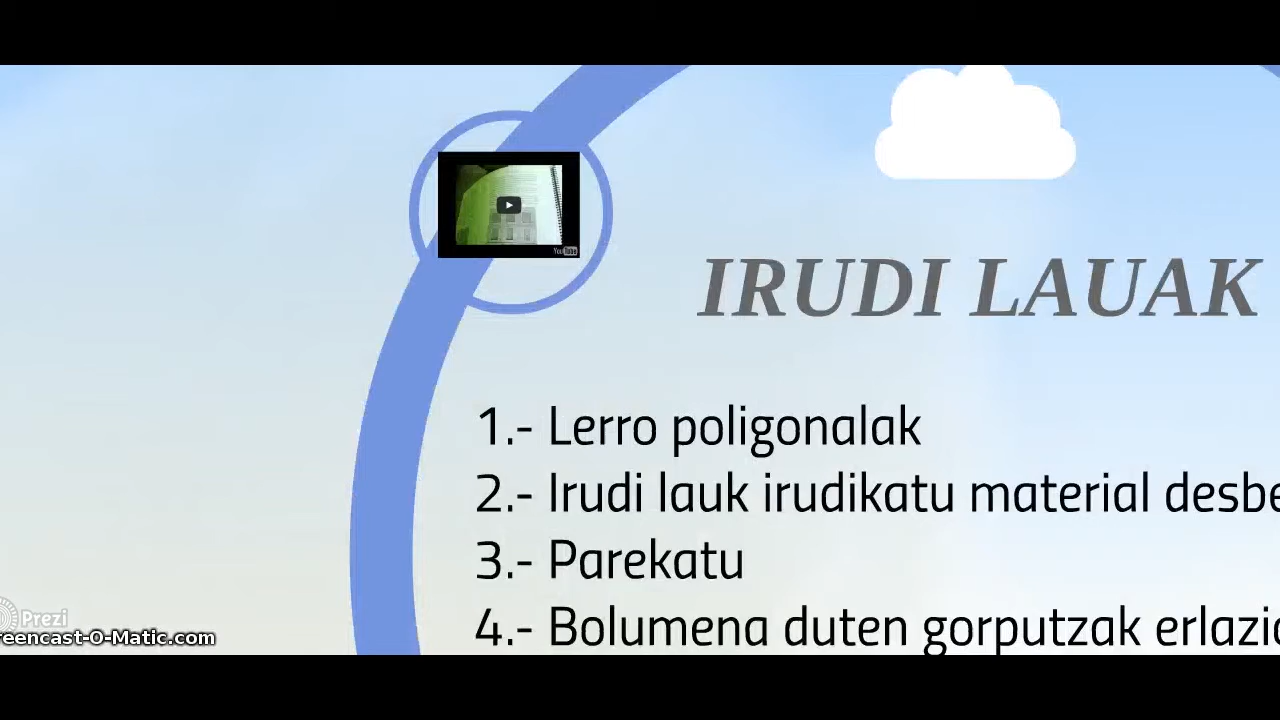 YouTube
IRUDI LAUAK
1.- Lerro poligonalak
2.- Irudi lauk irudikatu material desbe
3.- Parekatu
4.- Bolumena duten gorputzak erlazio
Prezi
reencast-O-Matic.com